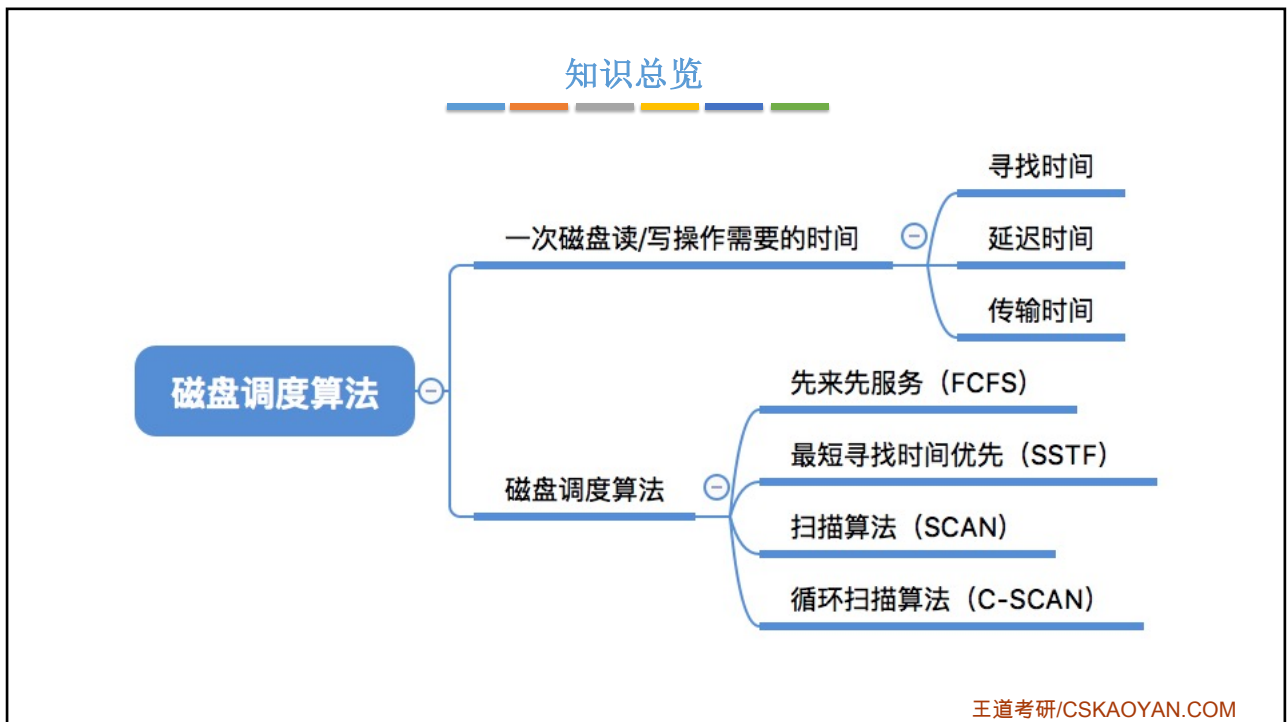 知识总览
寻找时间
一次磁盘读/写操作需要的时间
延迟时间
传输时间
磁盘调度算法
先来先服务（FCFS）
最短寻找时间优先（SSTF）
磁盘调度算法
扫描算法（SCAN）
循环扫描算法（C-SCAN）
王道考研/CSKAOYAN.COM